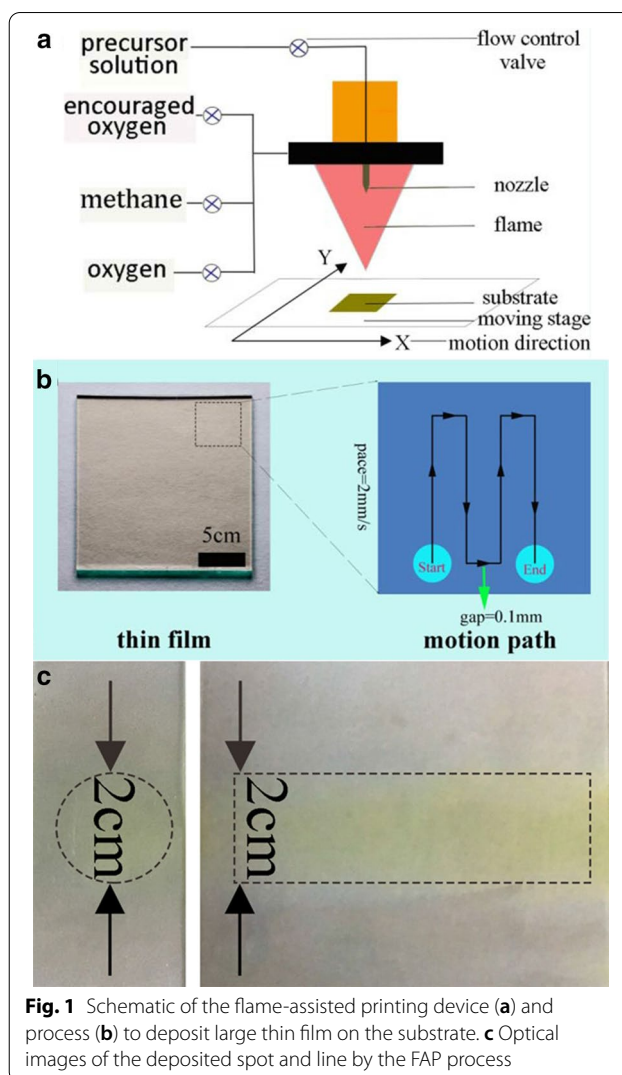 a
precursor
solution
flow control
valve
encouraged
oxygen
methane
nozzle
flame
oxygen
Y
substrate
moving stage
X
motion direction
b
5cm
pace=2mm/s
Start
End
gap=0.1mm
thin film
motion path
c
2cm
2cm
Fig. 1 Schematic of the flame-assisted printing device (a) and
process (b) to deposit large thin film on the substrate. c Optical
images of the deposited spot and line by the FAP process